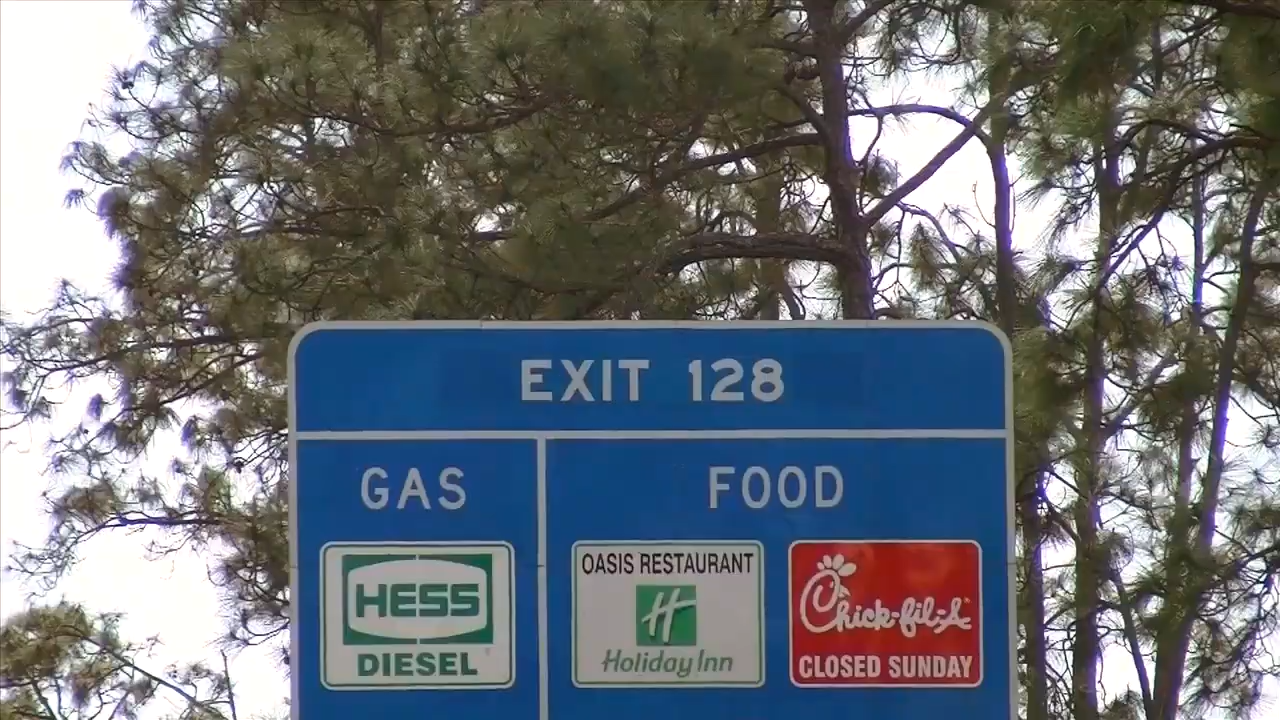 EXIT 128
GAS
FOOD
HESS
DIESEL
OASIS RESTAURANT
H
Holiday Inn
Chick-fil-A
CLOSED SUNDAY